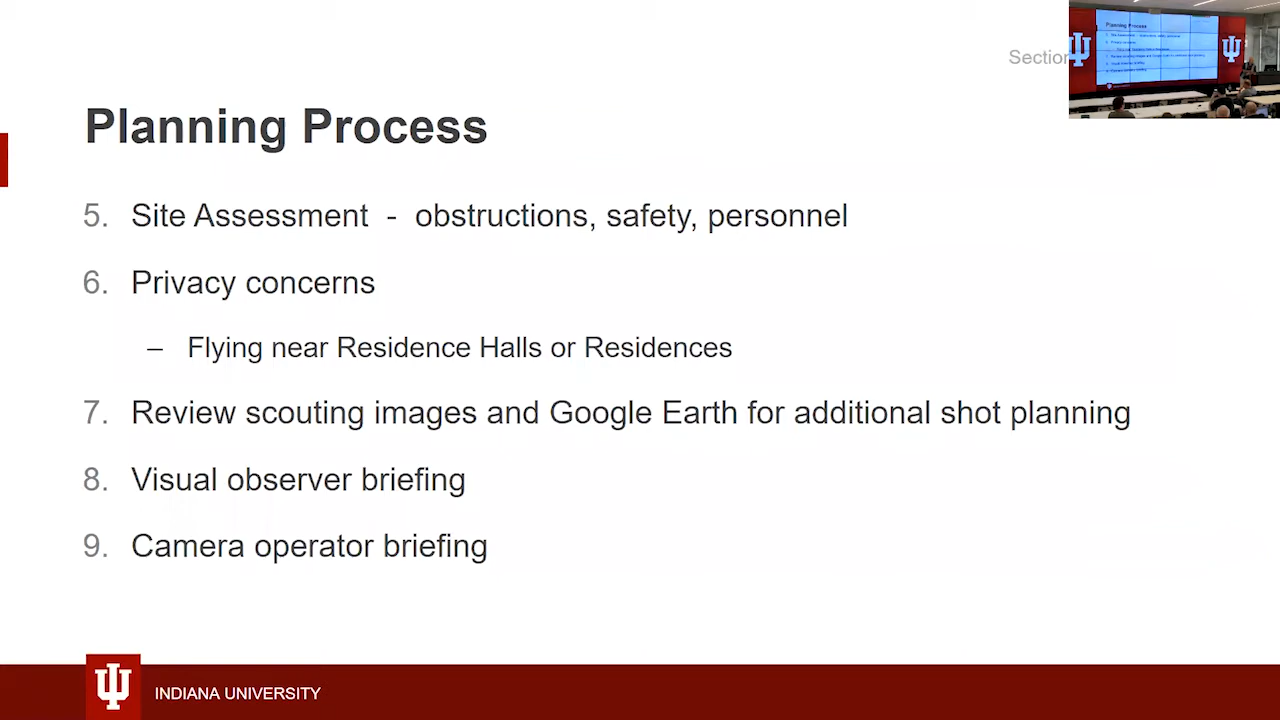 Section
Planning Process
5. Site Assessment - obstructions, safety, personnel
6. Privacy concerns
– Flying near Residence Halls or Residences
7. Review scouting images and Google Earth for additional shot planning
8. Visual observer briefing
9. Camera operator briefing
INDIANA UNIVERSITY